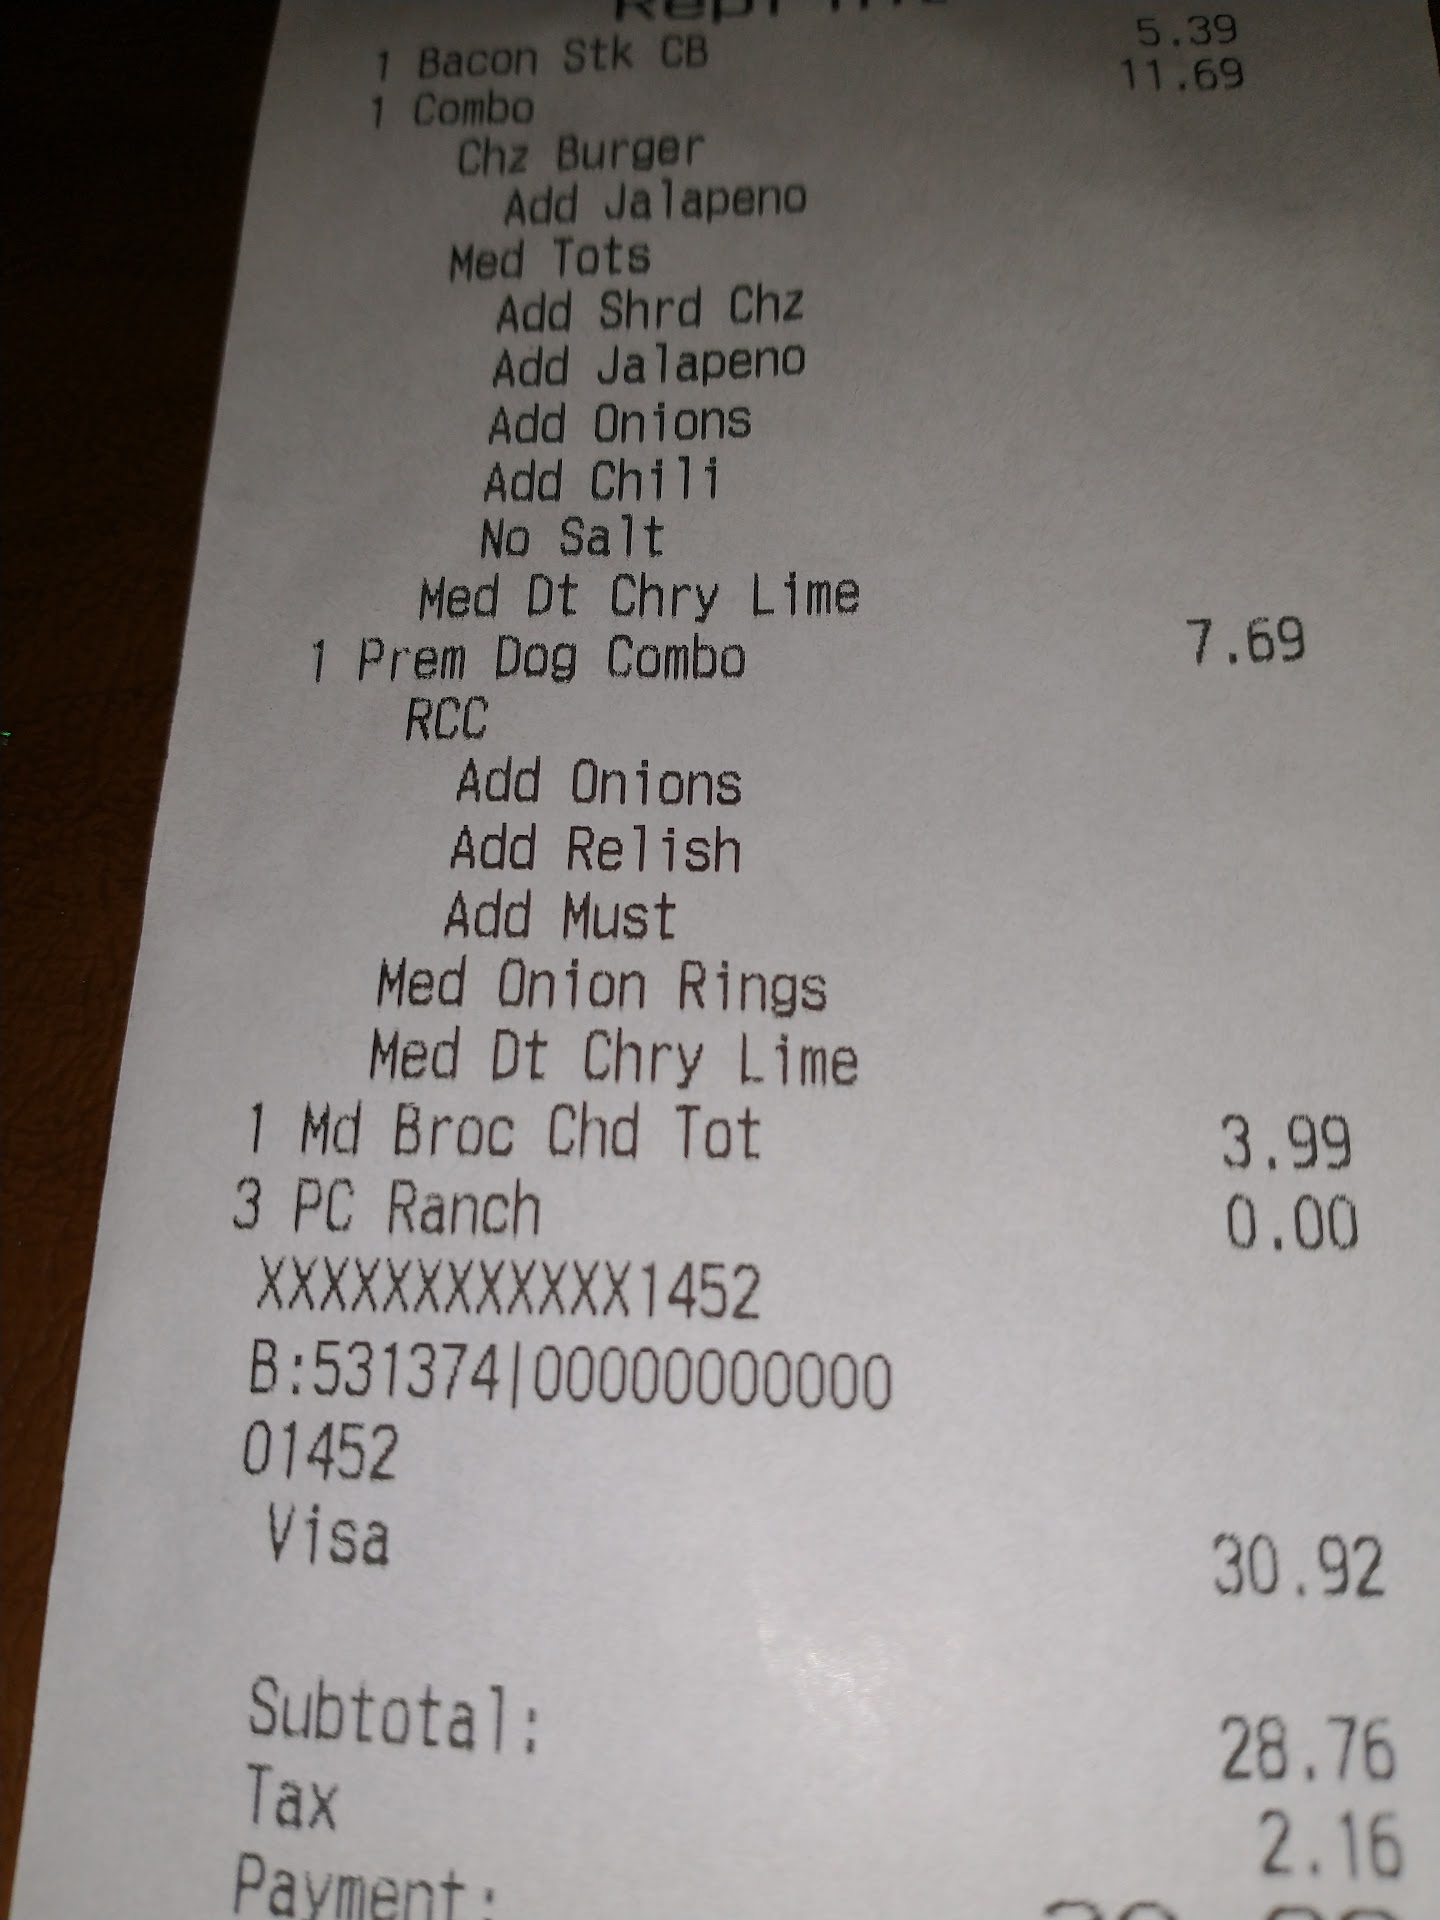 Reprint
1 Bacon Stk CB 5.39
1 Combo 11.69
Chz Burger
Add Jalapeno
Med Tots
Add Shrd Chz
Add Jalapeno
Add Onions
Add Chili
No Salt
Med Dt Chry Lime
1 Prem Dog Combo 7.69
RCC
Add Onions
Add Relish
Add Must
Med Onion Rings
Med Dt Chry Lime
1 Md Broc Chd Tot 3.99
3 PC Ranch 0.00
XXXXXXXXXXXX1452
B:531374|00000000000
01452
Visa 30.92
Subtotal: 28.76
Tax 2.16
Payment: